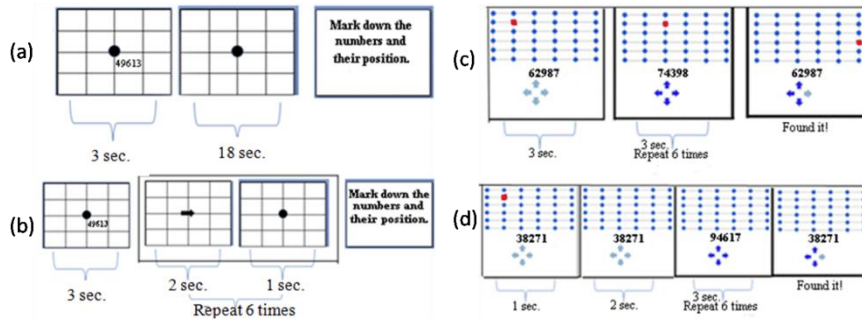 (a)
49613
Mark down the
numbers and
their position.
3 sec.
18 sec.
(b)
49613
Mark down the
numbers and
their position.
3 sec.
2 sec.
1 sec.
Repeat 6 times
(c)
62987
74398
62987
3 sec.
3 sec.
Repeat 6 times
Found it!
(d)
38271
38271
94617
38271
1 sec.
2 sec.
3 sec.
Repeat 6 times
Found it!